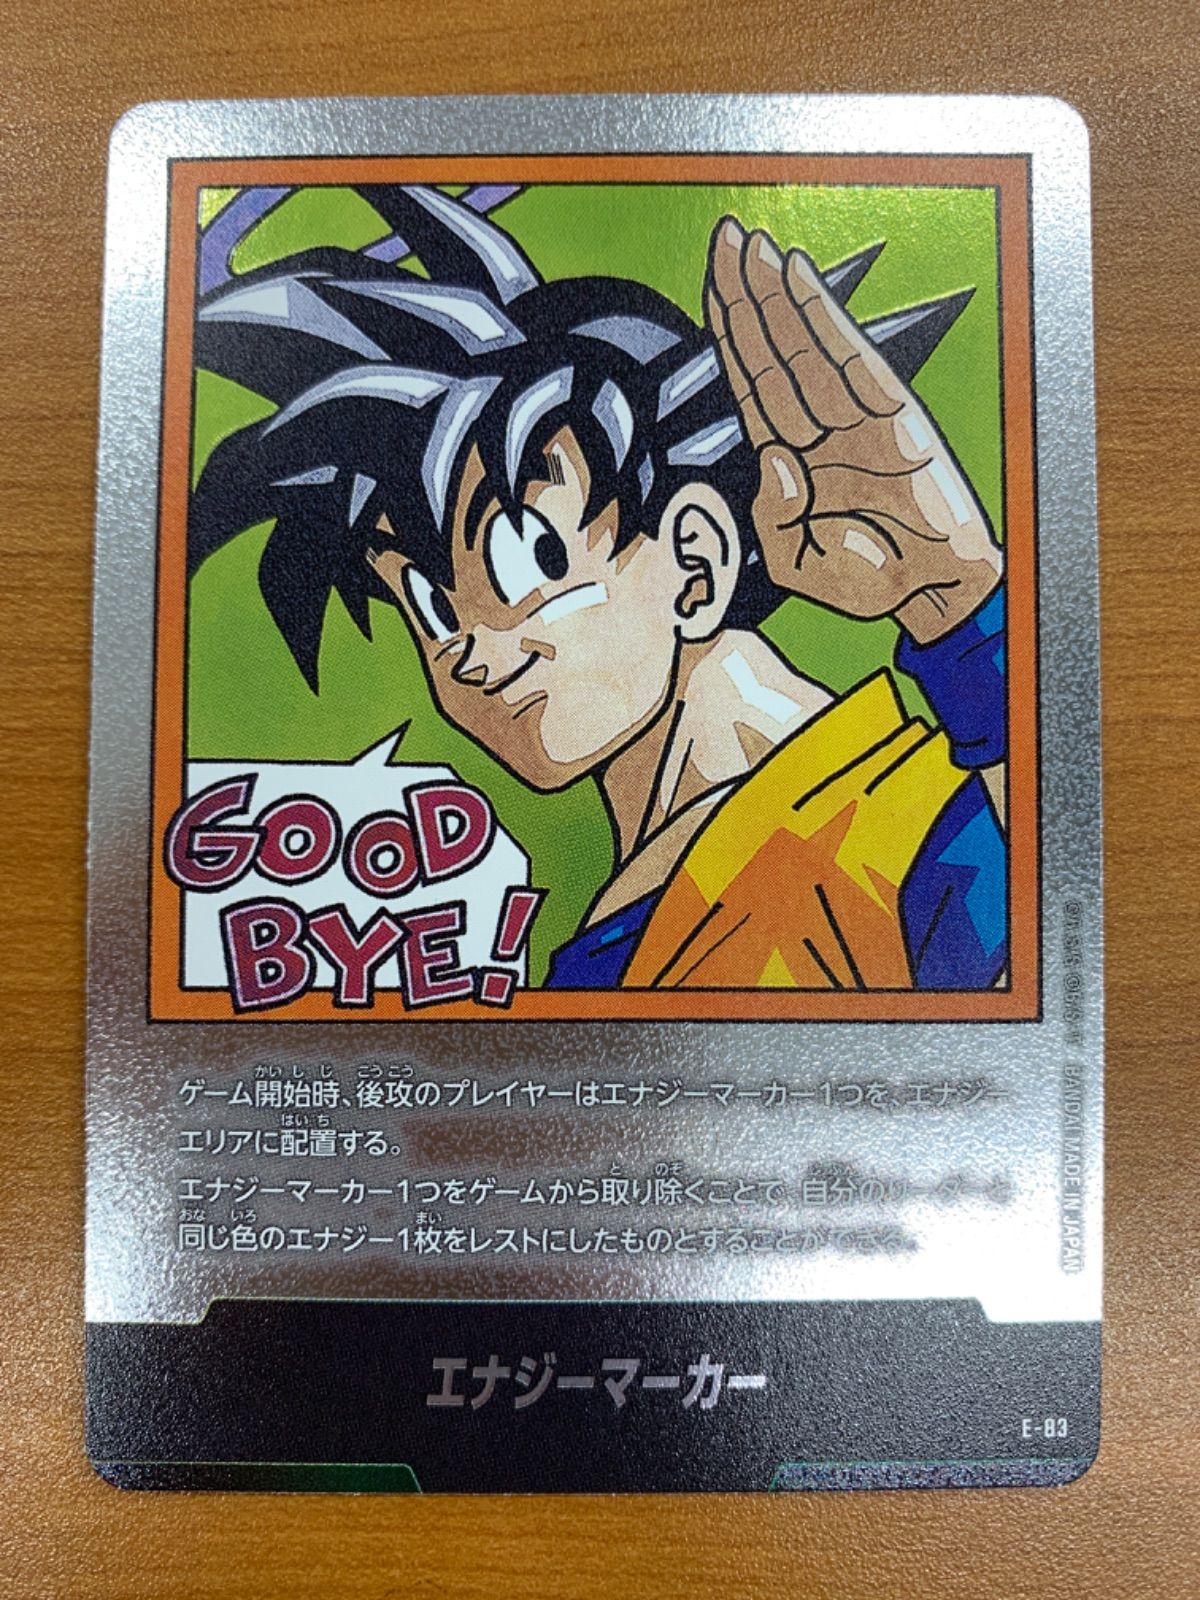 GOOD
BYE!
ゲーム開始時、後攻のプレイヤーはエナジーマーカー1つを、エナジー
エリアに配置する。
エナジーマーカー1つをゲームから取り除くことで、自分のリーダーと
同じ色のエナジー1枚をレストにしたものとすることができる。
BANDAI MADE IN JAPAN
エナジーマーカー
E-83